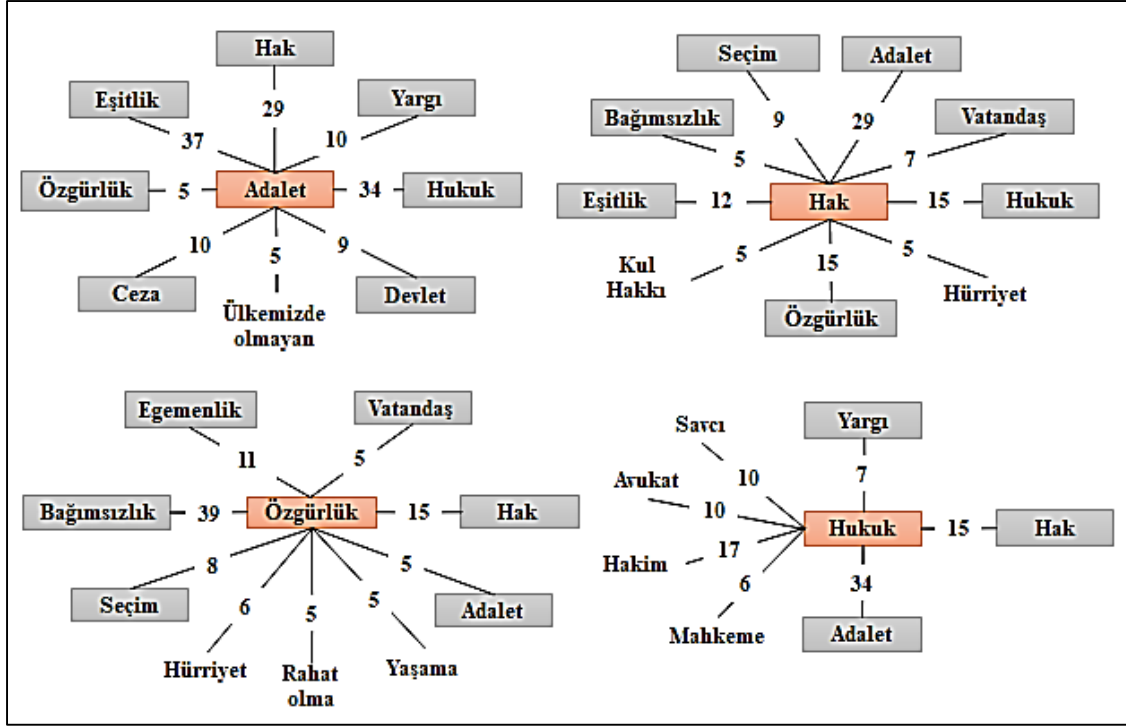 Hak
Eşitlik
Yargı
29
37
10
Özgürlük
5
Adalet
34
Hukuk
10
5
9
Ceza
Ülkemizde
olmayan
Devlet
Seçim
Adalet
Bağımsızlık
Vatandaş
9
29
5
7
Eşitlik
12
Hak
15
Hukuk
5
15
5
Kul
Hakkı
Özgürlük
Hürriyet
Egemenlik
Vatandaş
11
5
Bağımsızlık
39
Özgürlük
15
Hak
8
6
5
5
5
Seçim
Adalet
Hürriyet
Rahat
olma
Yaşama
Savcı
Yargı
10
7
Avukat
10
Hukuk
15
Hak
Hakim
17
6
34
Mahkeme
Adalet